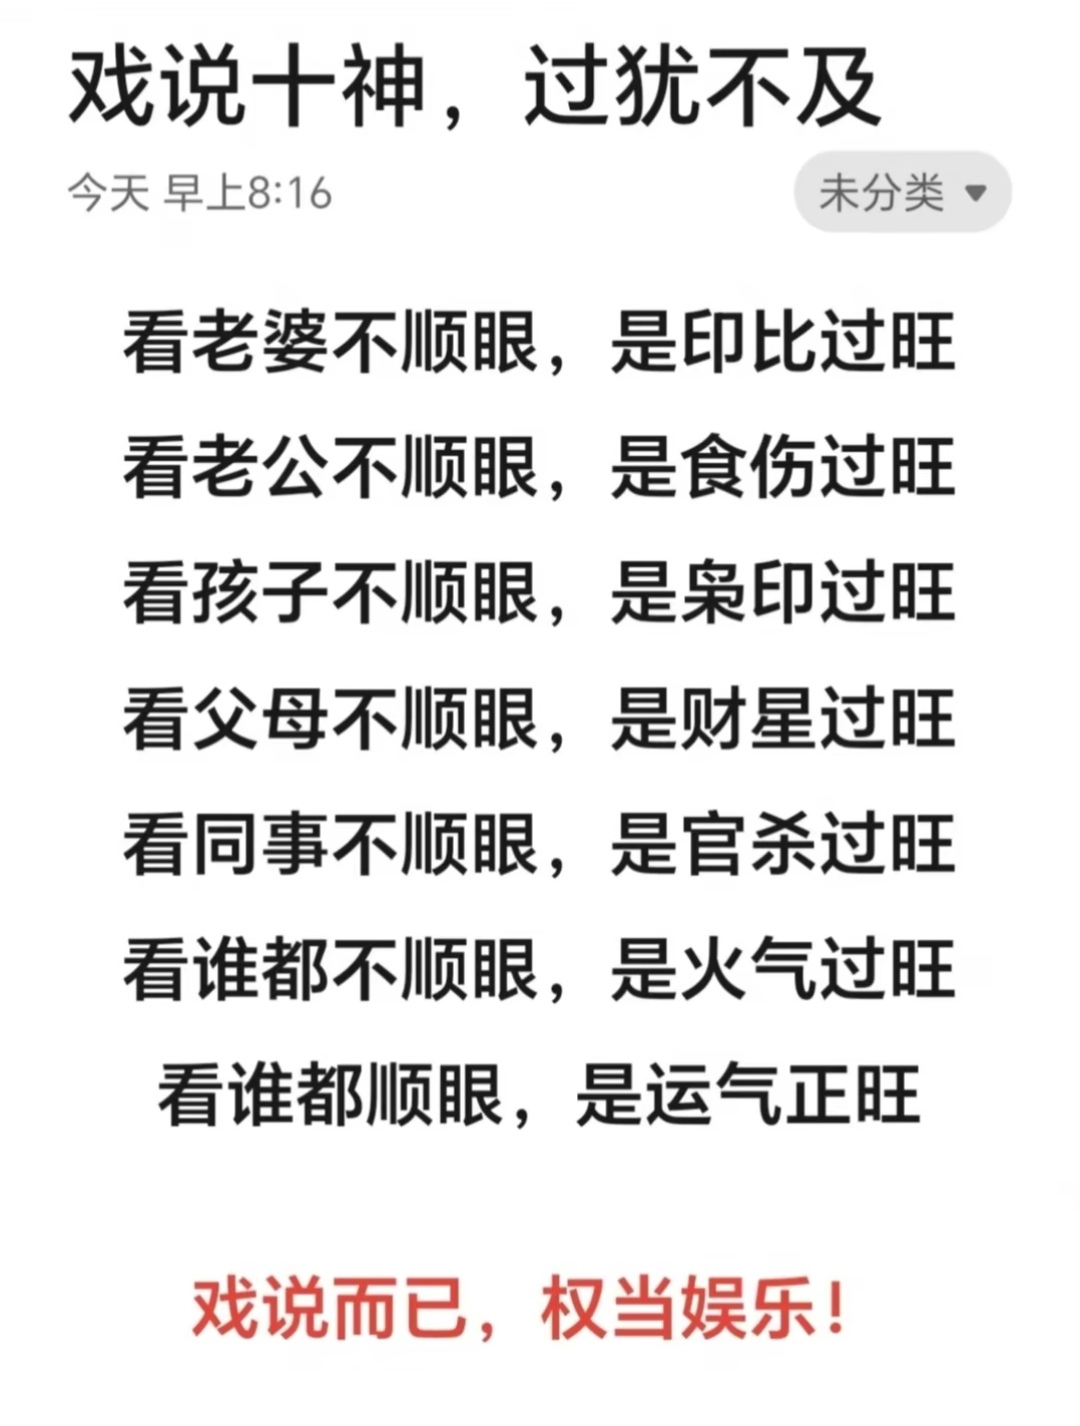 戏说十神，过犹不及
今天 早上8:16
未分类
看老婆不顺眼，是印比过旺
看老公不顺眼，是食伤过旺
看孩子不顺眼，是枭印过旺
看父母不顺眼，是财星过旺
看同事不顺眼，是官杀过旺
看谁都不顺眼，是火气过旺
看谁都顺眼，是运气正旺
戏说而已，权当娱乐！